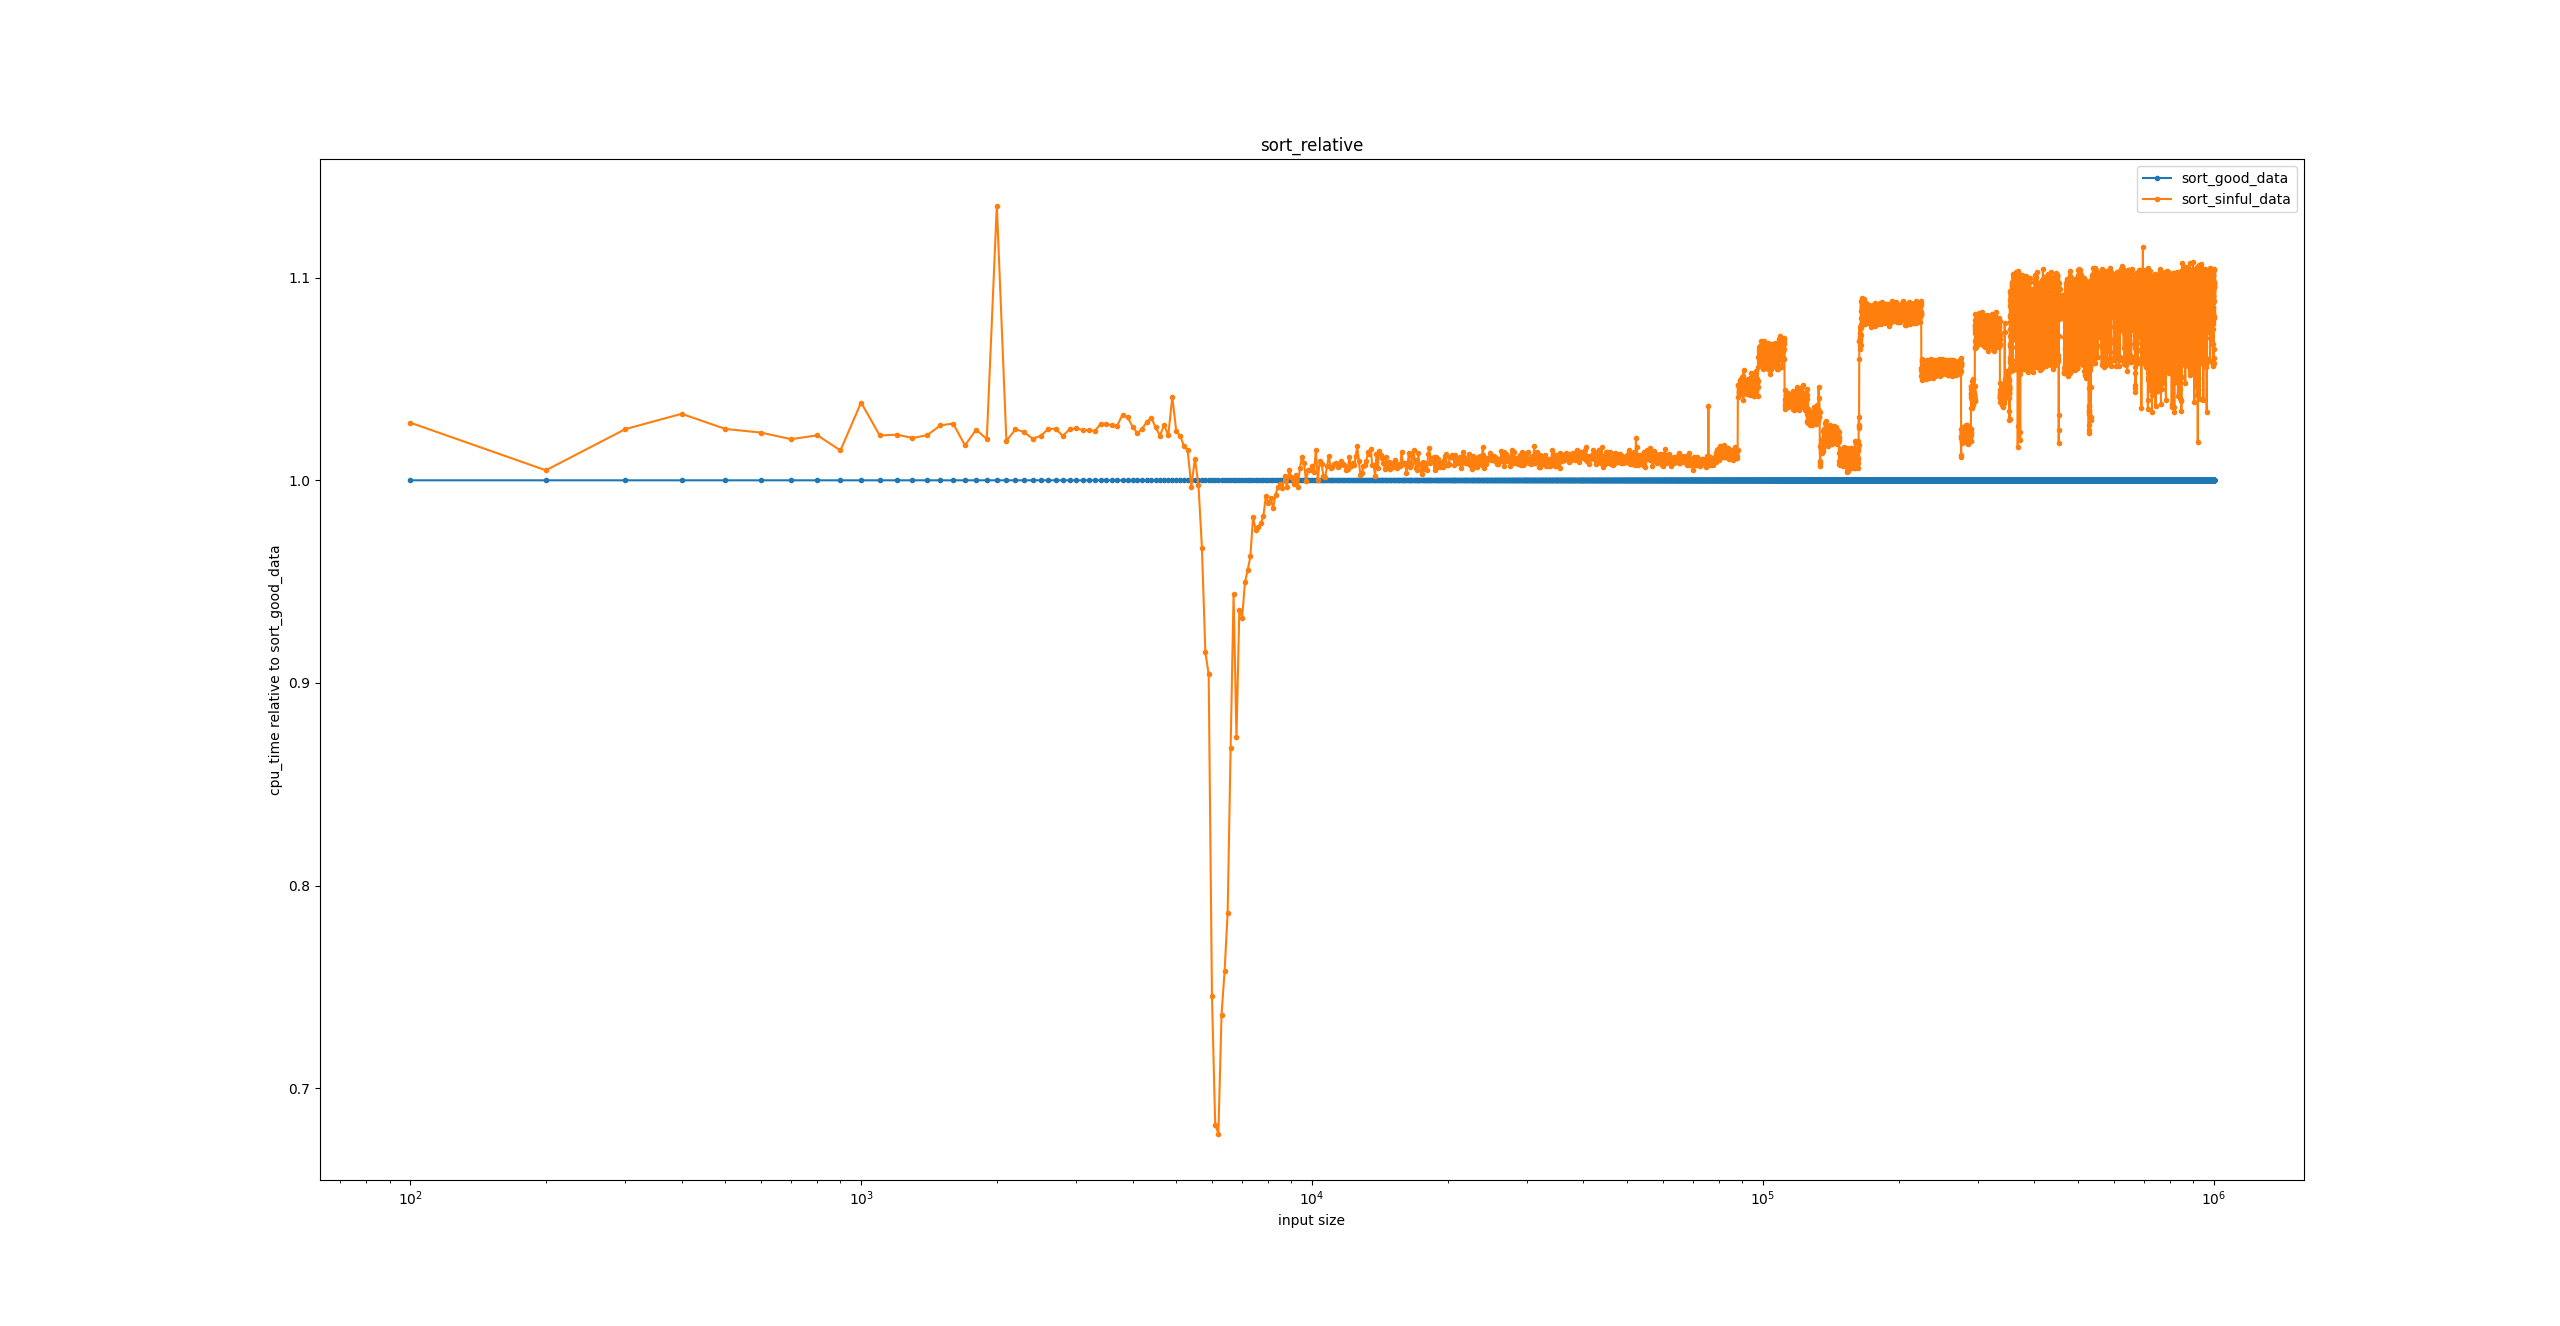 sort_relative
sort_good_data
sort_sinful_data
cpu_time relative to sort_good_data
1.1
1.0
0.9
0.8
0.7
10²
10³
10⁴
10⁵
10⁶
input size